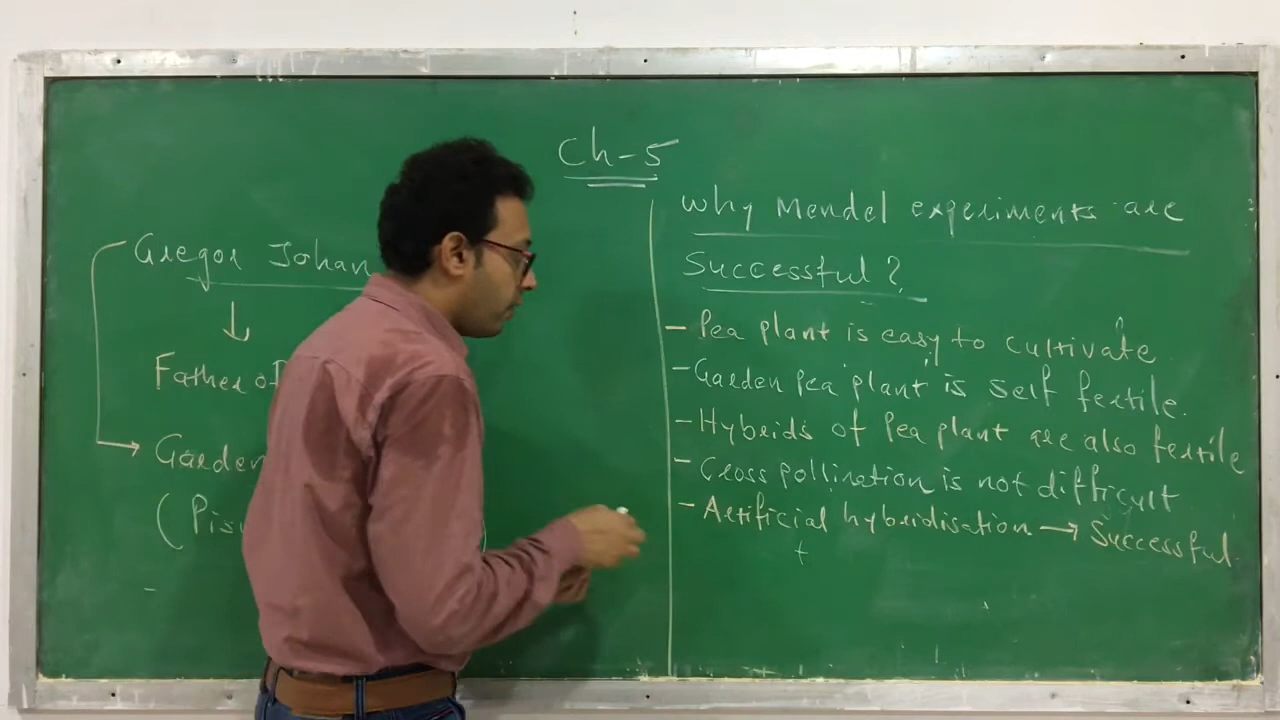 Ch-5
Gregor Johan
Father of
Garden
(Pisu
why Mendel experiments are
Successful?
- Pea plant is easy to cultivate
- Garden Pea plant is self fertile.
- Hybrids of Pea plant are also fertile
- Cross pollination is not difficult
- Artificial hybridisation → Successful.